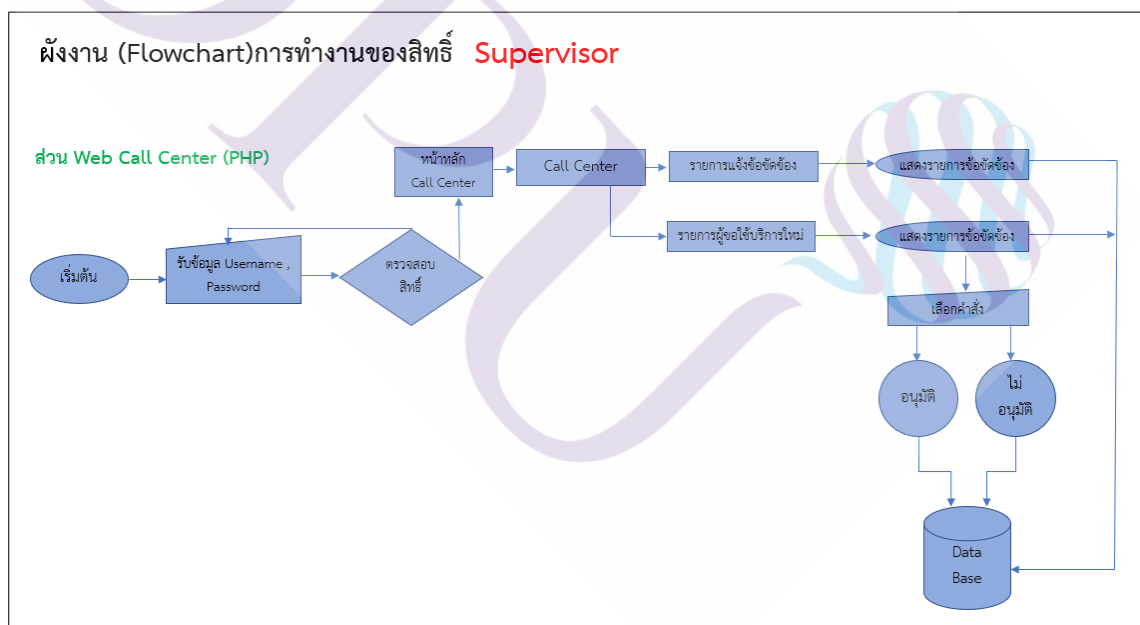 ผังงาน (Flowchart)การทำงานของสิทธิ์ Supervisor
ส่วน Web Call Center (PHP)
หน้าหลัก
Call Center
Call Center
รายการแจ้งข้อขัดข้อง
แสดงรายการข้อขัดข้อง
รายการผู้ขอใช้บริการใหม่
แสดงรายการข้อขัดข้อง
เริ่มต้น
รับข้อมูล Username ,
Password
ตรวจสอบ
สิทธิ์
เลือกคำสั่ง
อนุมัติ
ไม่
อนุมัติ
Data
Base